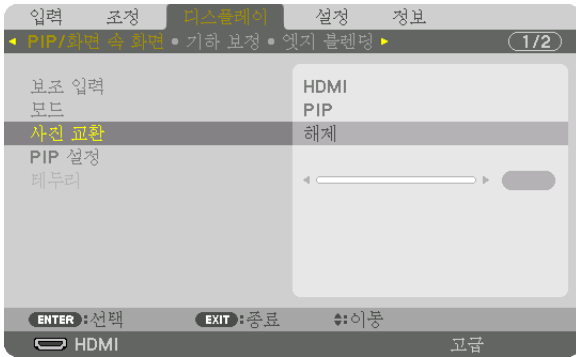 입력 조정 디스플레이 설정 정보
PIP/화면 속 화면 • 기하 보정 • 엣지 블렌딩 1/2
보조 입력 HDMI
모드 PIP
사진 교환 해제
PIP 설정
테두리
ENTER :선택 EXIT :종료 :이동
HDMI 고급